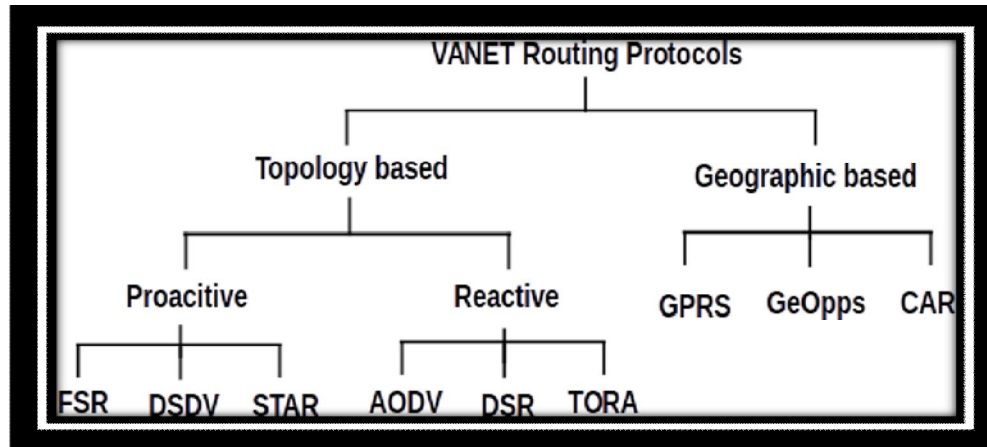 VANET Routing Protocols
Topology based
Geographic based
Proacitive
Reactive
GPRS
GeOpps
CAR
FSR
DSDV
STAR
AODV
DSR
TORA